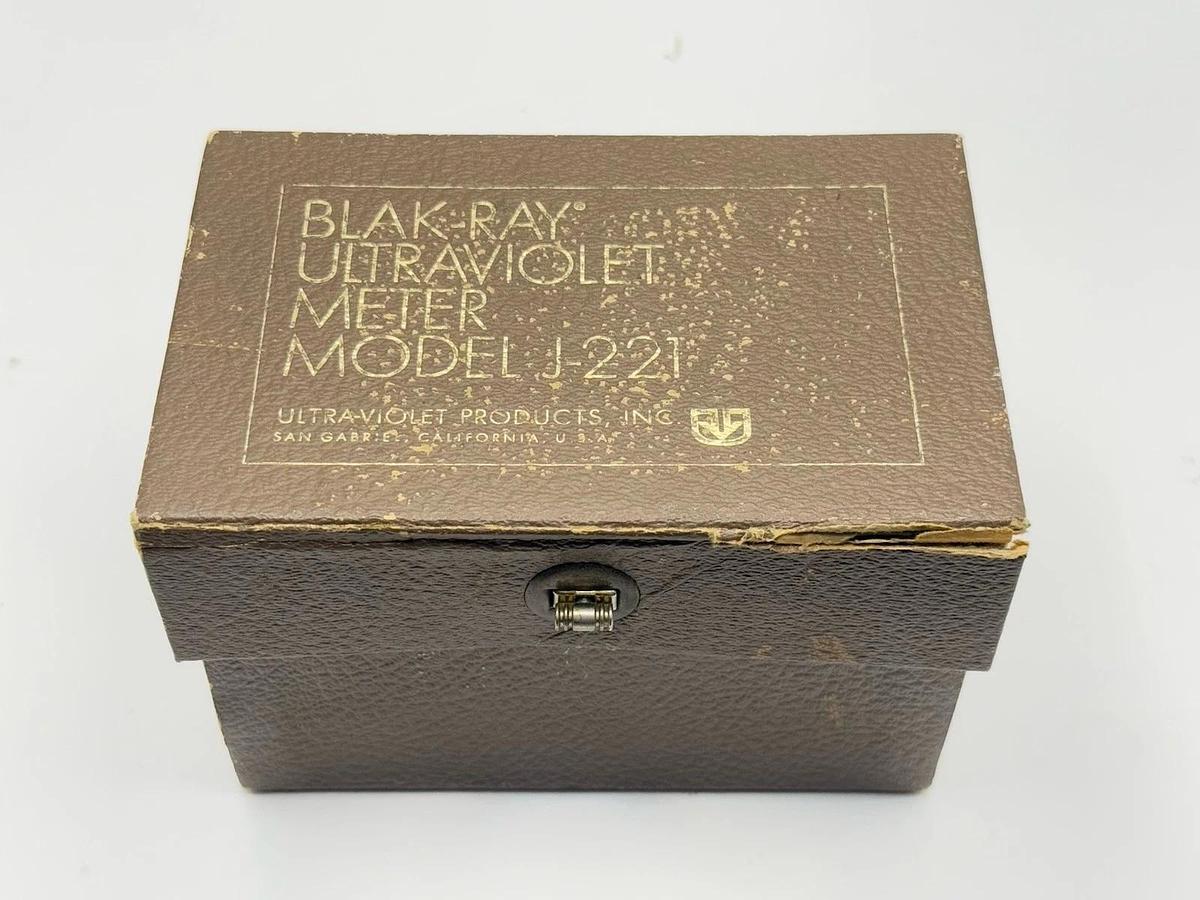 BLAK-RAY®
ULTRAVIOLET
METER
MODEL J-221
ULTRA-VIOLET PRODUCTS, INC
SAN GABRIEL, CALIFORNIA, U.S.A.